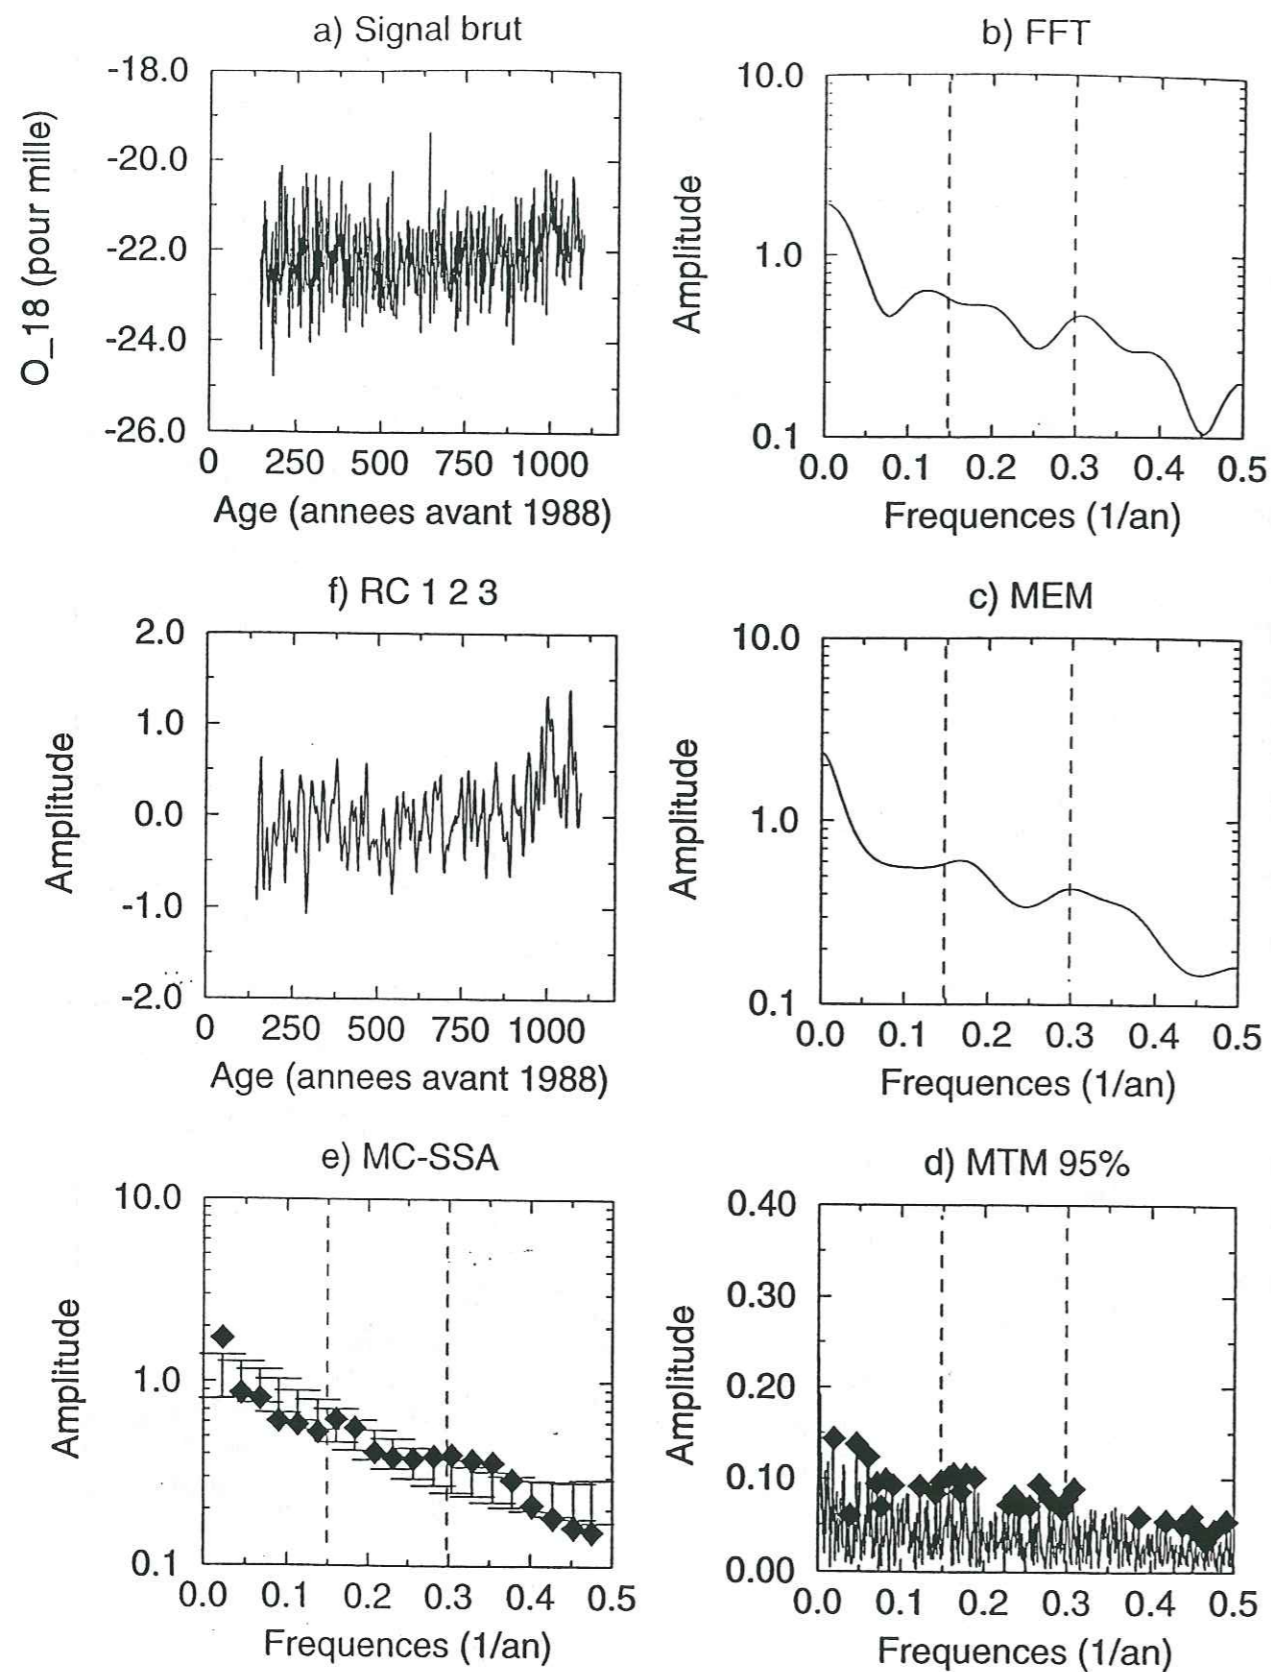 a) Signal brut
O_18 (pour mille)
-18.0
-20.0
-22.0
-24.0
-26.0
0 250 500 750 1000
Age (annees avant 1988)
b) FFT
Amplitude
10.0
1.0
0.1
0.0 0.1 0.2 0.3 0.4 0.5
Frequences (1/an)
f) RC 1 2 3
Amplitude
2.0
1.0
0.0
-1.0
-2.0
0 250 500 750 1000
Age (annees avant 1988)
c) MEM
Amplitude
10.0
1.0
0.1
0.0 0.1 0.2 0.3 0.4 0.5
Frequences (1/an)
e) MC-SSA
Amplitude
10.0
1.0
0.1
0.0 0.1 0.2 0.3 0.4 0.5
Frequences (1/an)
d) MTM 95%
Amplitude
0.40
0.30
0.20
0.10
0.00
0.0 0.1 0.2 0.3 0.4 0.5
Frequences (1/an)